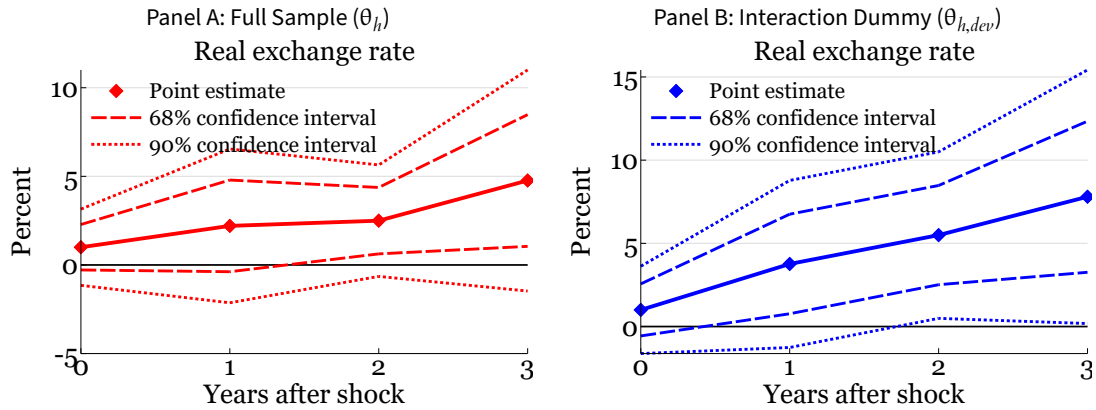 Panel A: Full Sample (θh)
Real exchange rate
10
5
0
-5
Percent
Point estimate
68% confidence interval
90% confidence interval
0 1 2 3
Years after shock
Panel B: Interaction Dummy (θh,dev)
Real exchange rate
15
10
5
0
Percent
Point estimate
68% confidence interval
90% confidence interval
0 1 2 3
Years after shock